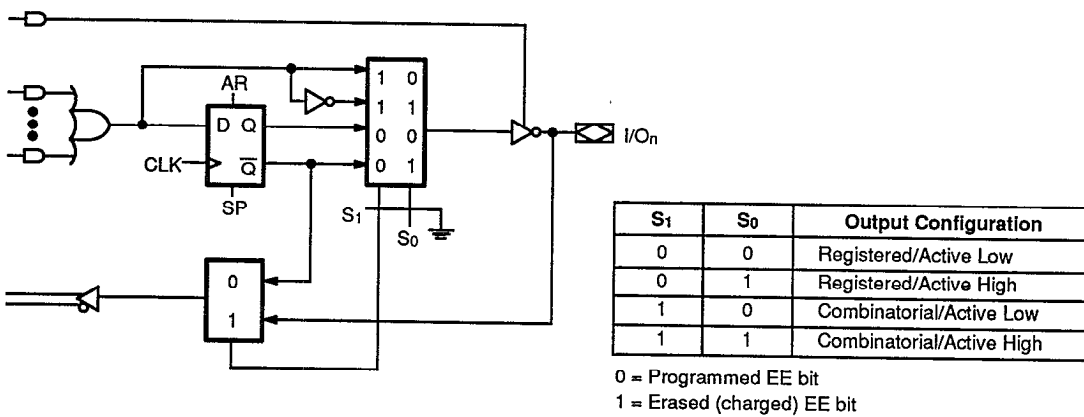 AR
1 0
1 1
D Q
0 0
I/On
CLK
Q
0 1
SP
S1
S0
0
1
S1 S0 Output Configuration
0 0 Registered/Active Low
0 1 Registered/Active High
1 0 Combinatorial/Active Low
1 1 Combinatorial/Active High
0 = Programmed EE bit
1 = Erased (charged) EE bit